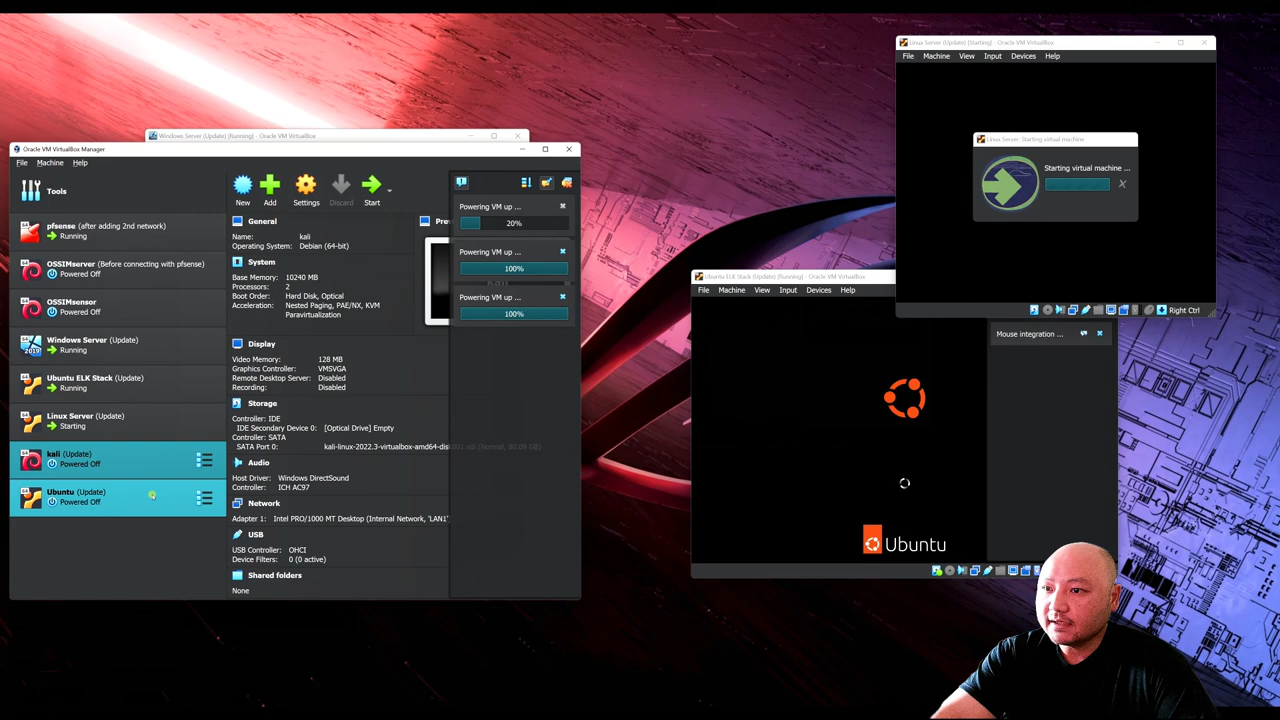 Linux Server (Update) [Starting] - Oracle VM VirtualBox
File Machine View Input Devices Help
Linux Server: Starting virtual machine
Starting virtual machine ...
Right Ctrl
Windows Server (Update) [Running] - Oracle VM VirtualBox
Oracle VM VirtualBox Manager
File Machine Help
Tools
New Add Settings Discard Start
pfsense (after adding 2nd network)
Running
OSSIMserver (Before connecting with pfsense)
Powered Off
OSSIMsensor
Powered Off
Windows Server (Update)
Running
2019
Ubuntu ELK Stack (Update)
Running
Linux Server (Update)
Starting
kali (Update)
Powered Off
Ubuntu (Update)
Powered Off
General
Name: kali
Operating System: Debian (64-bit)
System
Base Memory: 10240 MB
Processors: 2
Boot Order: Hard Disk, Optical
Acceleration: Nested Paging, PAE/NX, KVM
Paravirtualization
Display
Video Memory: 128 MB
Graphics Controller: VMSVGA
Remote Desktop Server: Disabled
Recording: Disabled
Storage
Controller: IDE
IDE Secondary Device 0: [Optical Drive] Empty
Controller: SATA
SATA Port 0: kali-linux-2022.3-virtualbox-amd64-dis
Audio
Host Driver: Windows DirectSound
Controller: ICH AC97
Network
Adapter 1: Intel PRO/1000 MT Desktop (Internal Network, 'LAN1'
USB
USB Controller: OHCI
Device Filters: 0 (0 active)
Shared folders
None
Powering VM up ...
20%
Powering VM up ...
100%
Powering VM up ...
100%
Ubuntu ELK Stack (Update) [Running] - Oracle VM VirtualBox
File Machine View Input Devices Help
Mouse integration ...
Ubuntu